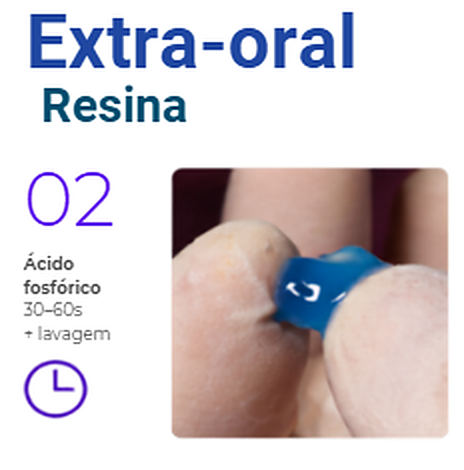 Extra-oral
Resina
02
Ácido
fosfórico
30–60s
+ lavagem